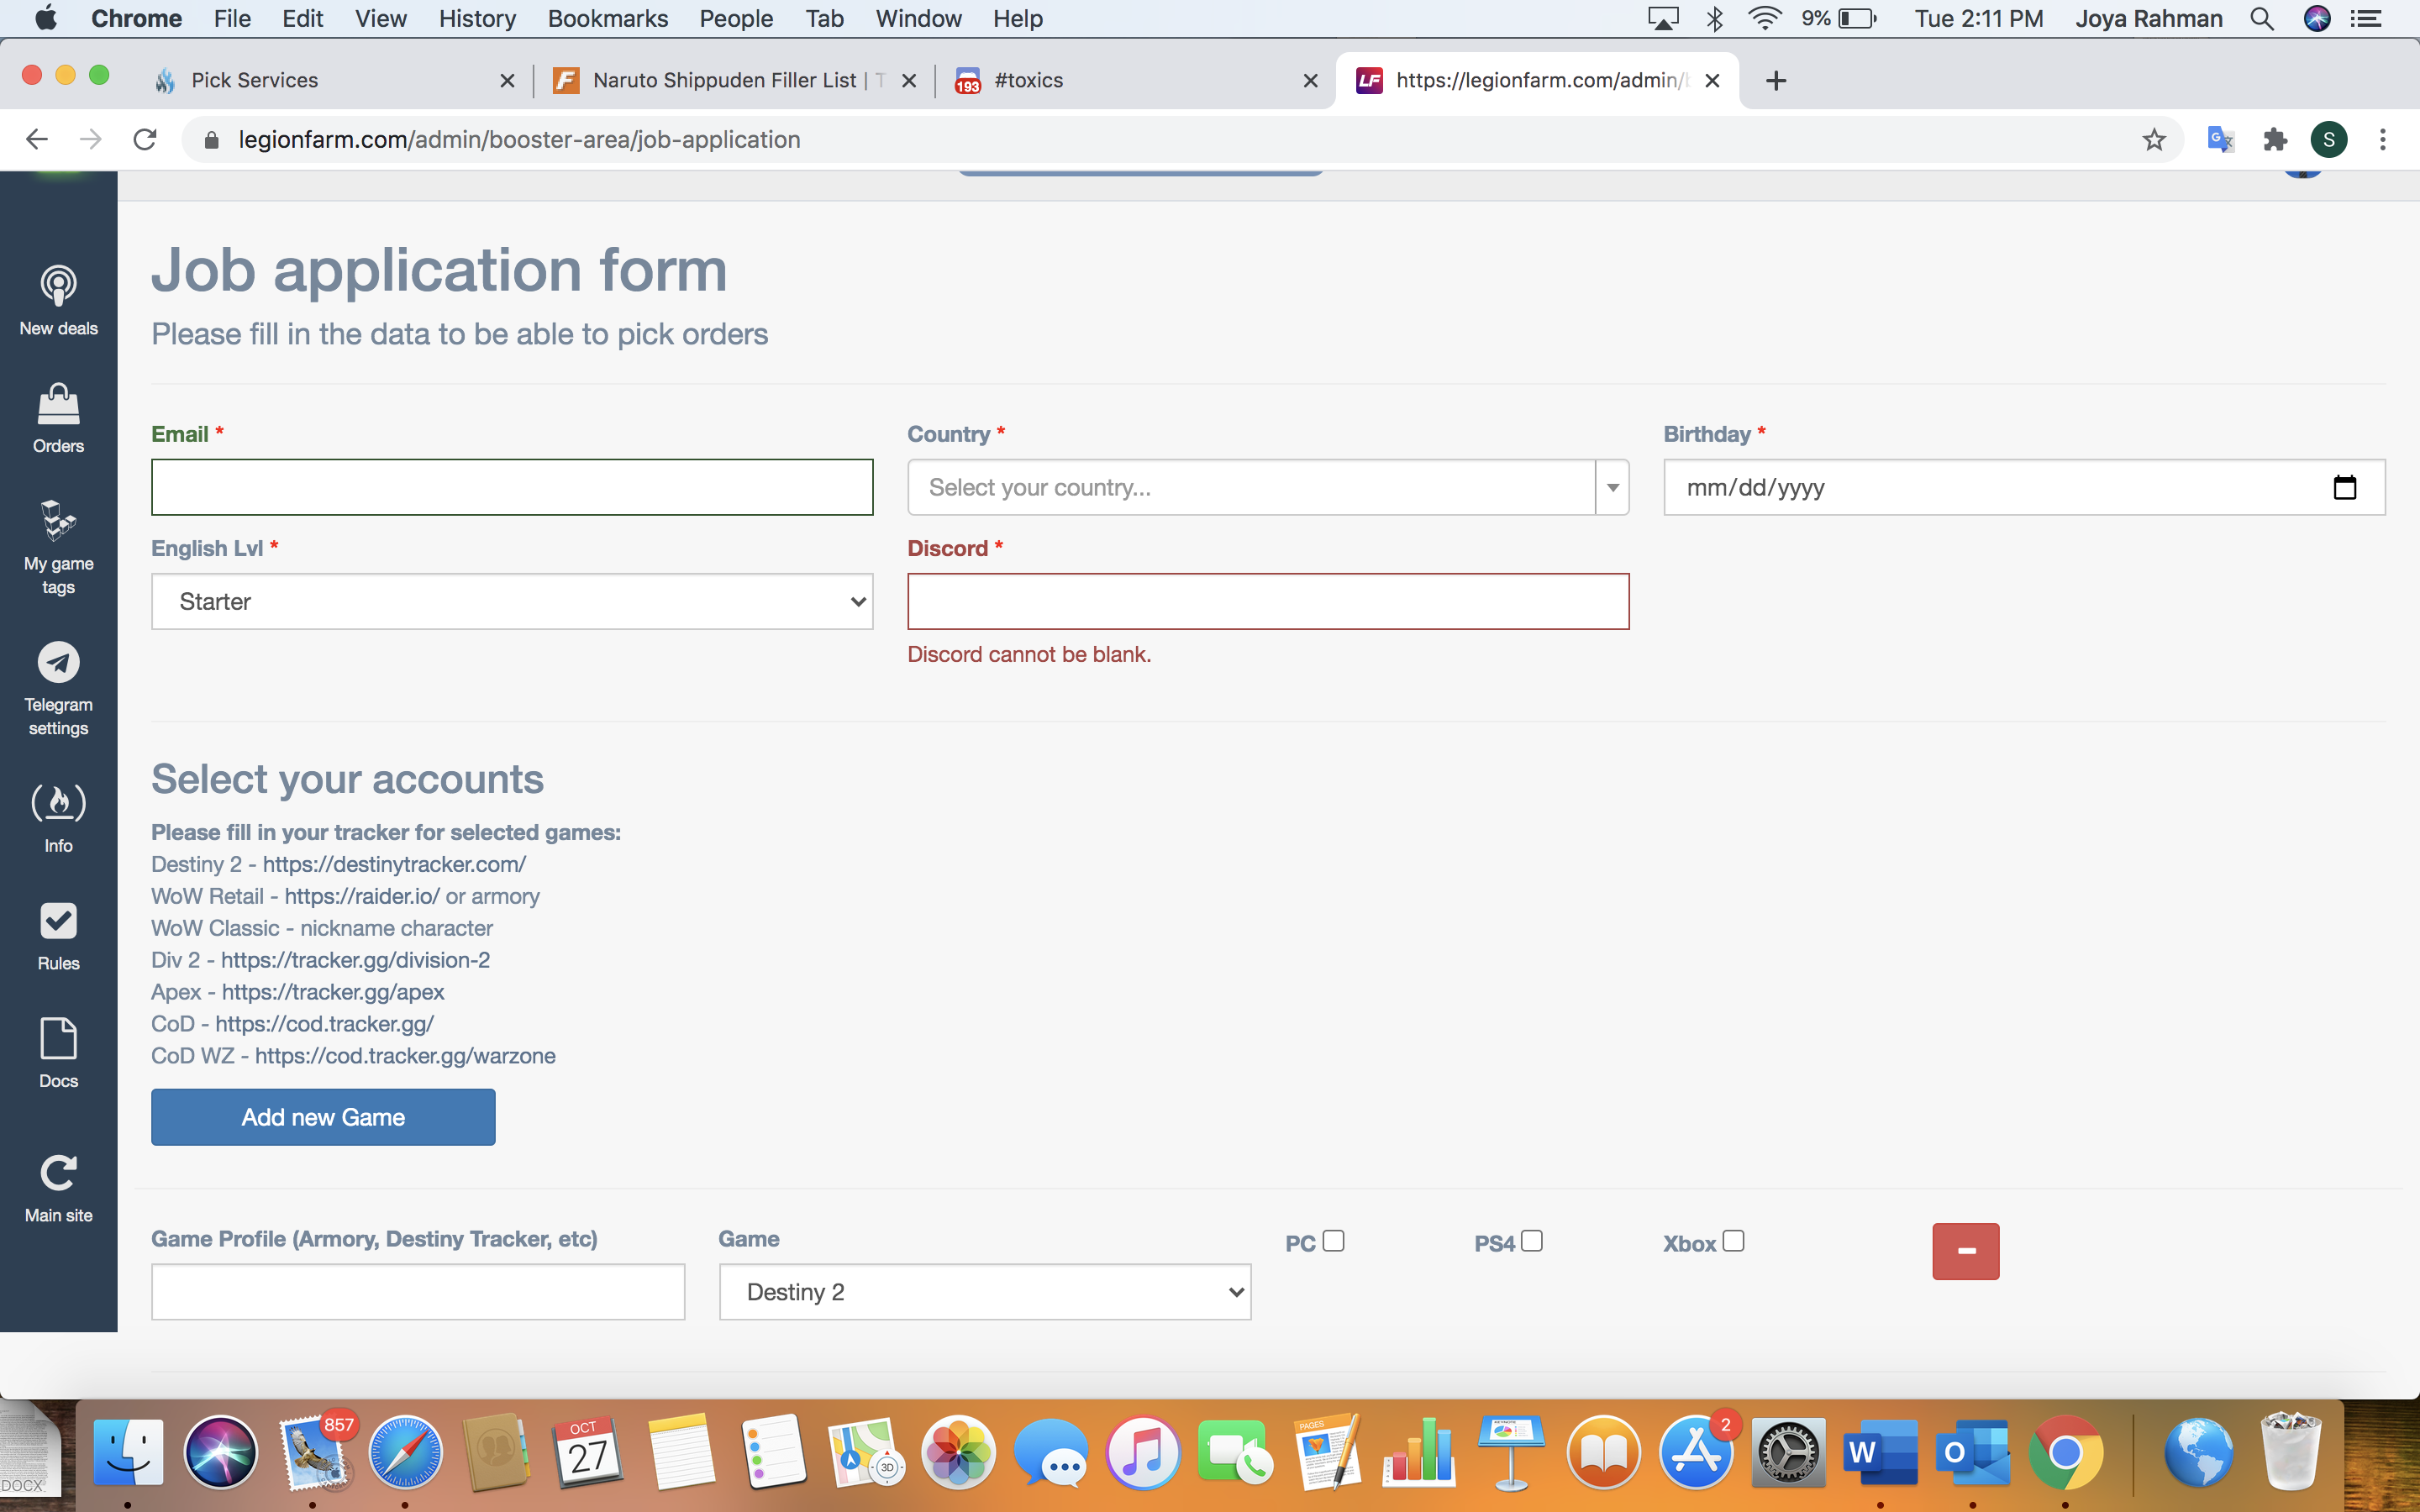 Chrome File Edit View History Bookmarks People Tab Window Help 9% Tue 2:11 PM Joya Rahman
Pick Services
Naruto Shippuden Filler List | T
193 #toxics
LF https://legionfarm.com/admin/b
legionfarm.com/admin/booster-area/job-application
S
New deals
Orders
My game
tags
Telegram
settings
Info
Rules
Docs
Main site
Job application form
Please fill in the data to be able to pick orders
Email * Country * Birthday *
Select your country... mm/dd/yyyy
English Lvl * Discord *
Starter
Discord cannot be blank.
Select your accounts
Please fill in your tracker for selected games:
Destiny 2 - https://destinytracker.com/
WoW Retail - https://raider.io/ or armory
WoW Classic - nickname character
Div 2 - https://tracker.gg/division-2
Apex - https://tracker.gg/apex
CoD - https://cod.tracker.gg/
CoD WZ - https://cod.tracker.gg/warzone
Add new Game
Game Profile (Armory, Destiny Tracker, etc) Game PC PS4 Xbox
Destiny 2
DOCX
857
OCT
27
3D
PAGES
KEYNOTE
2
W
O